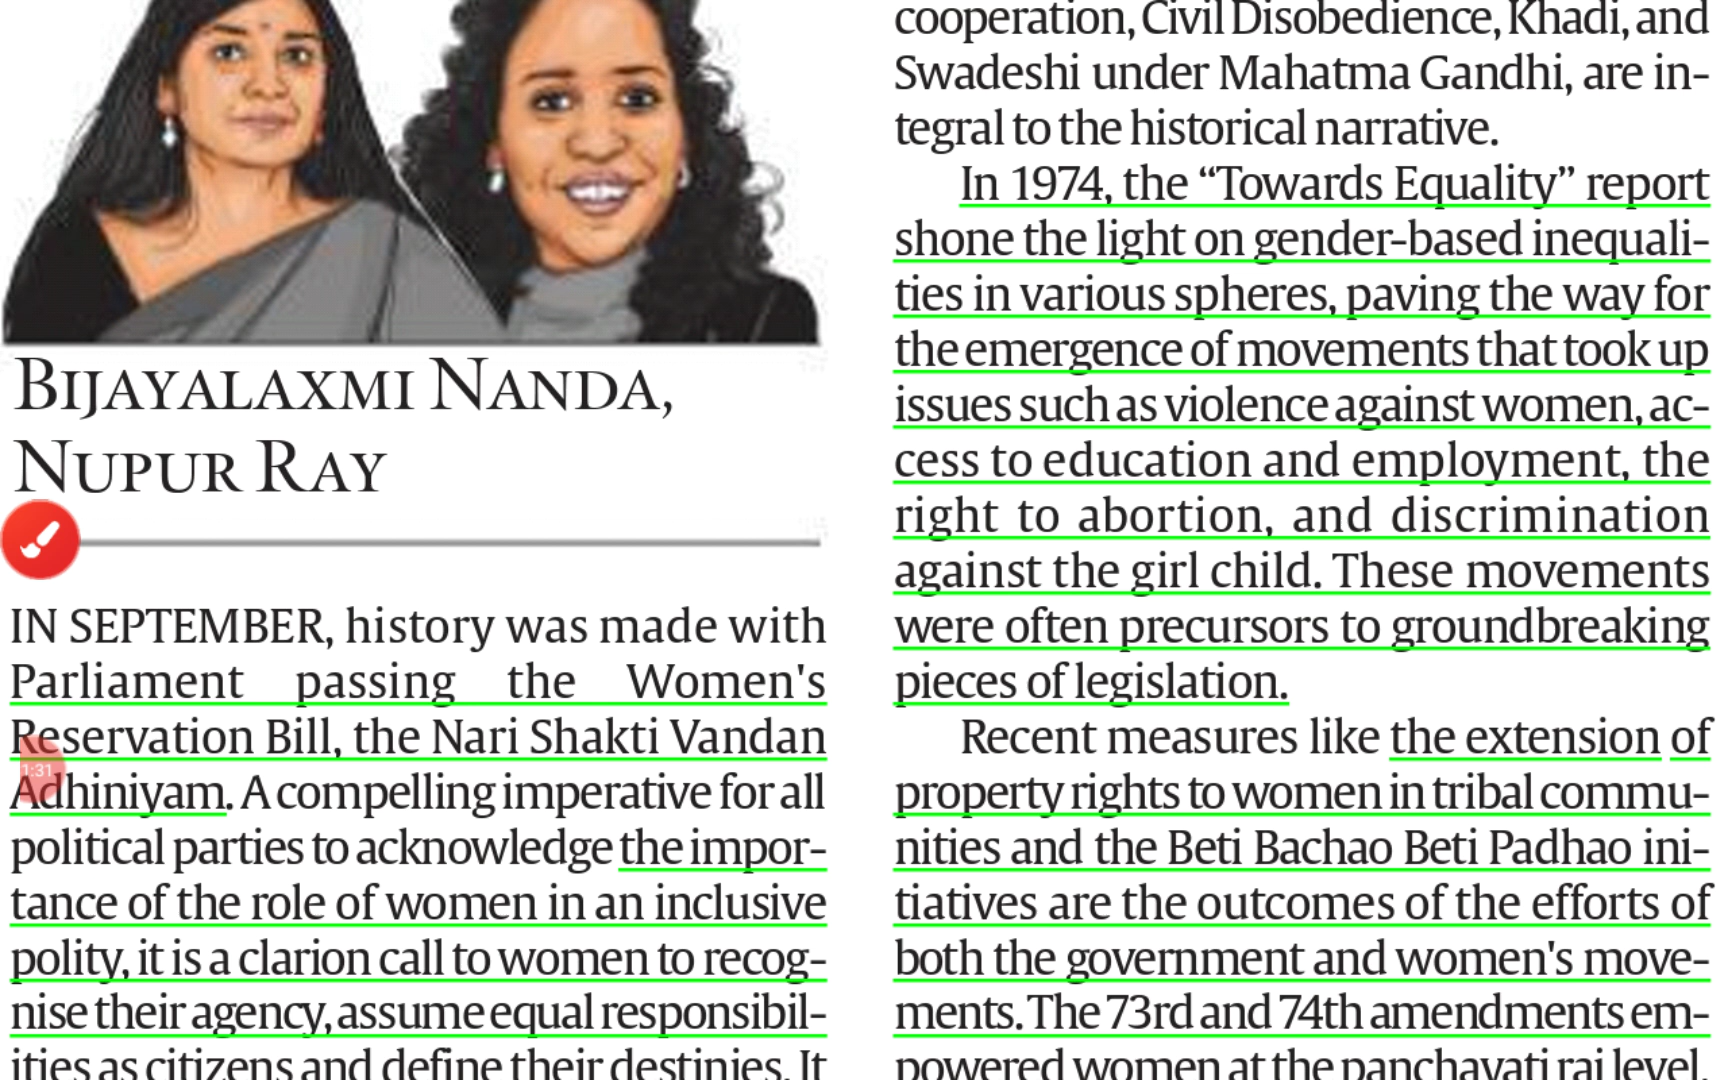 BIJAYALAXMI NANDA,
NUPUR RAY
IN SEPTEMBER, history was made with
Parliament passing the Women's
Reservation Bill, the Nari Shakti Vandan
1:31
Adhiniyam. A compelling imperative for all
political parties to acknowledge the impor-
tance of the role of women in an inclusive
polity, it is a clarion call to women to recog-
nise their agency, assume equal responsibil-
ities as citizens and define their destinies. It
cooperation, Civil Disobedience, Khadi, and
Swadeshi under Mahatma Gandhi, are in-
tegral to the historical narrative.
In 1974, the “Towards Equality” report
shone the light on gender-based inequali-
ties in various spheres, paving the way for
the emergence of movements that took up
issues such as violence against women, ac-
cess to education and employment, the
right to abortion, and discrimination
against the girl child. These movements
were often precursors to groundbreaking
pieces of legislation.
Recent measures like the extension of
property rights to women in tribal commu-
nities and the Beti Bachao Beti Padhao ini-
tiatives are the outcomes of the efforts of
both the government and women's move-
ments. The 73rd and 74th amendments em-
powered women at the panchayati raj level.